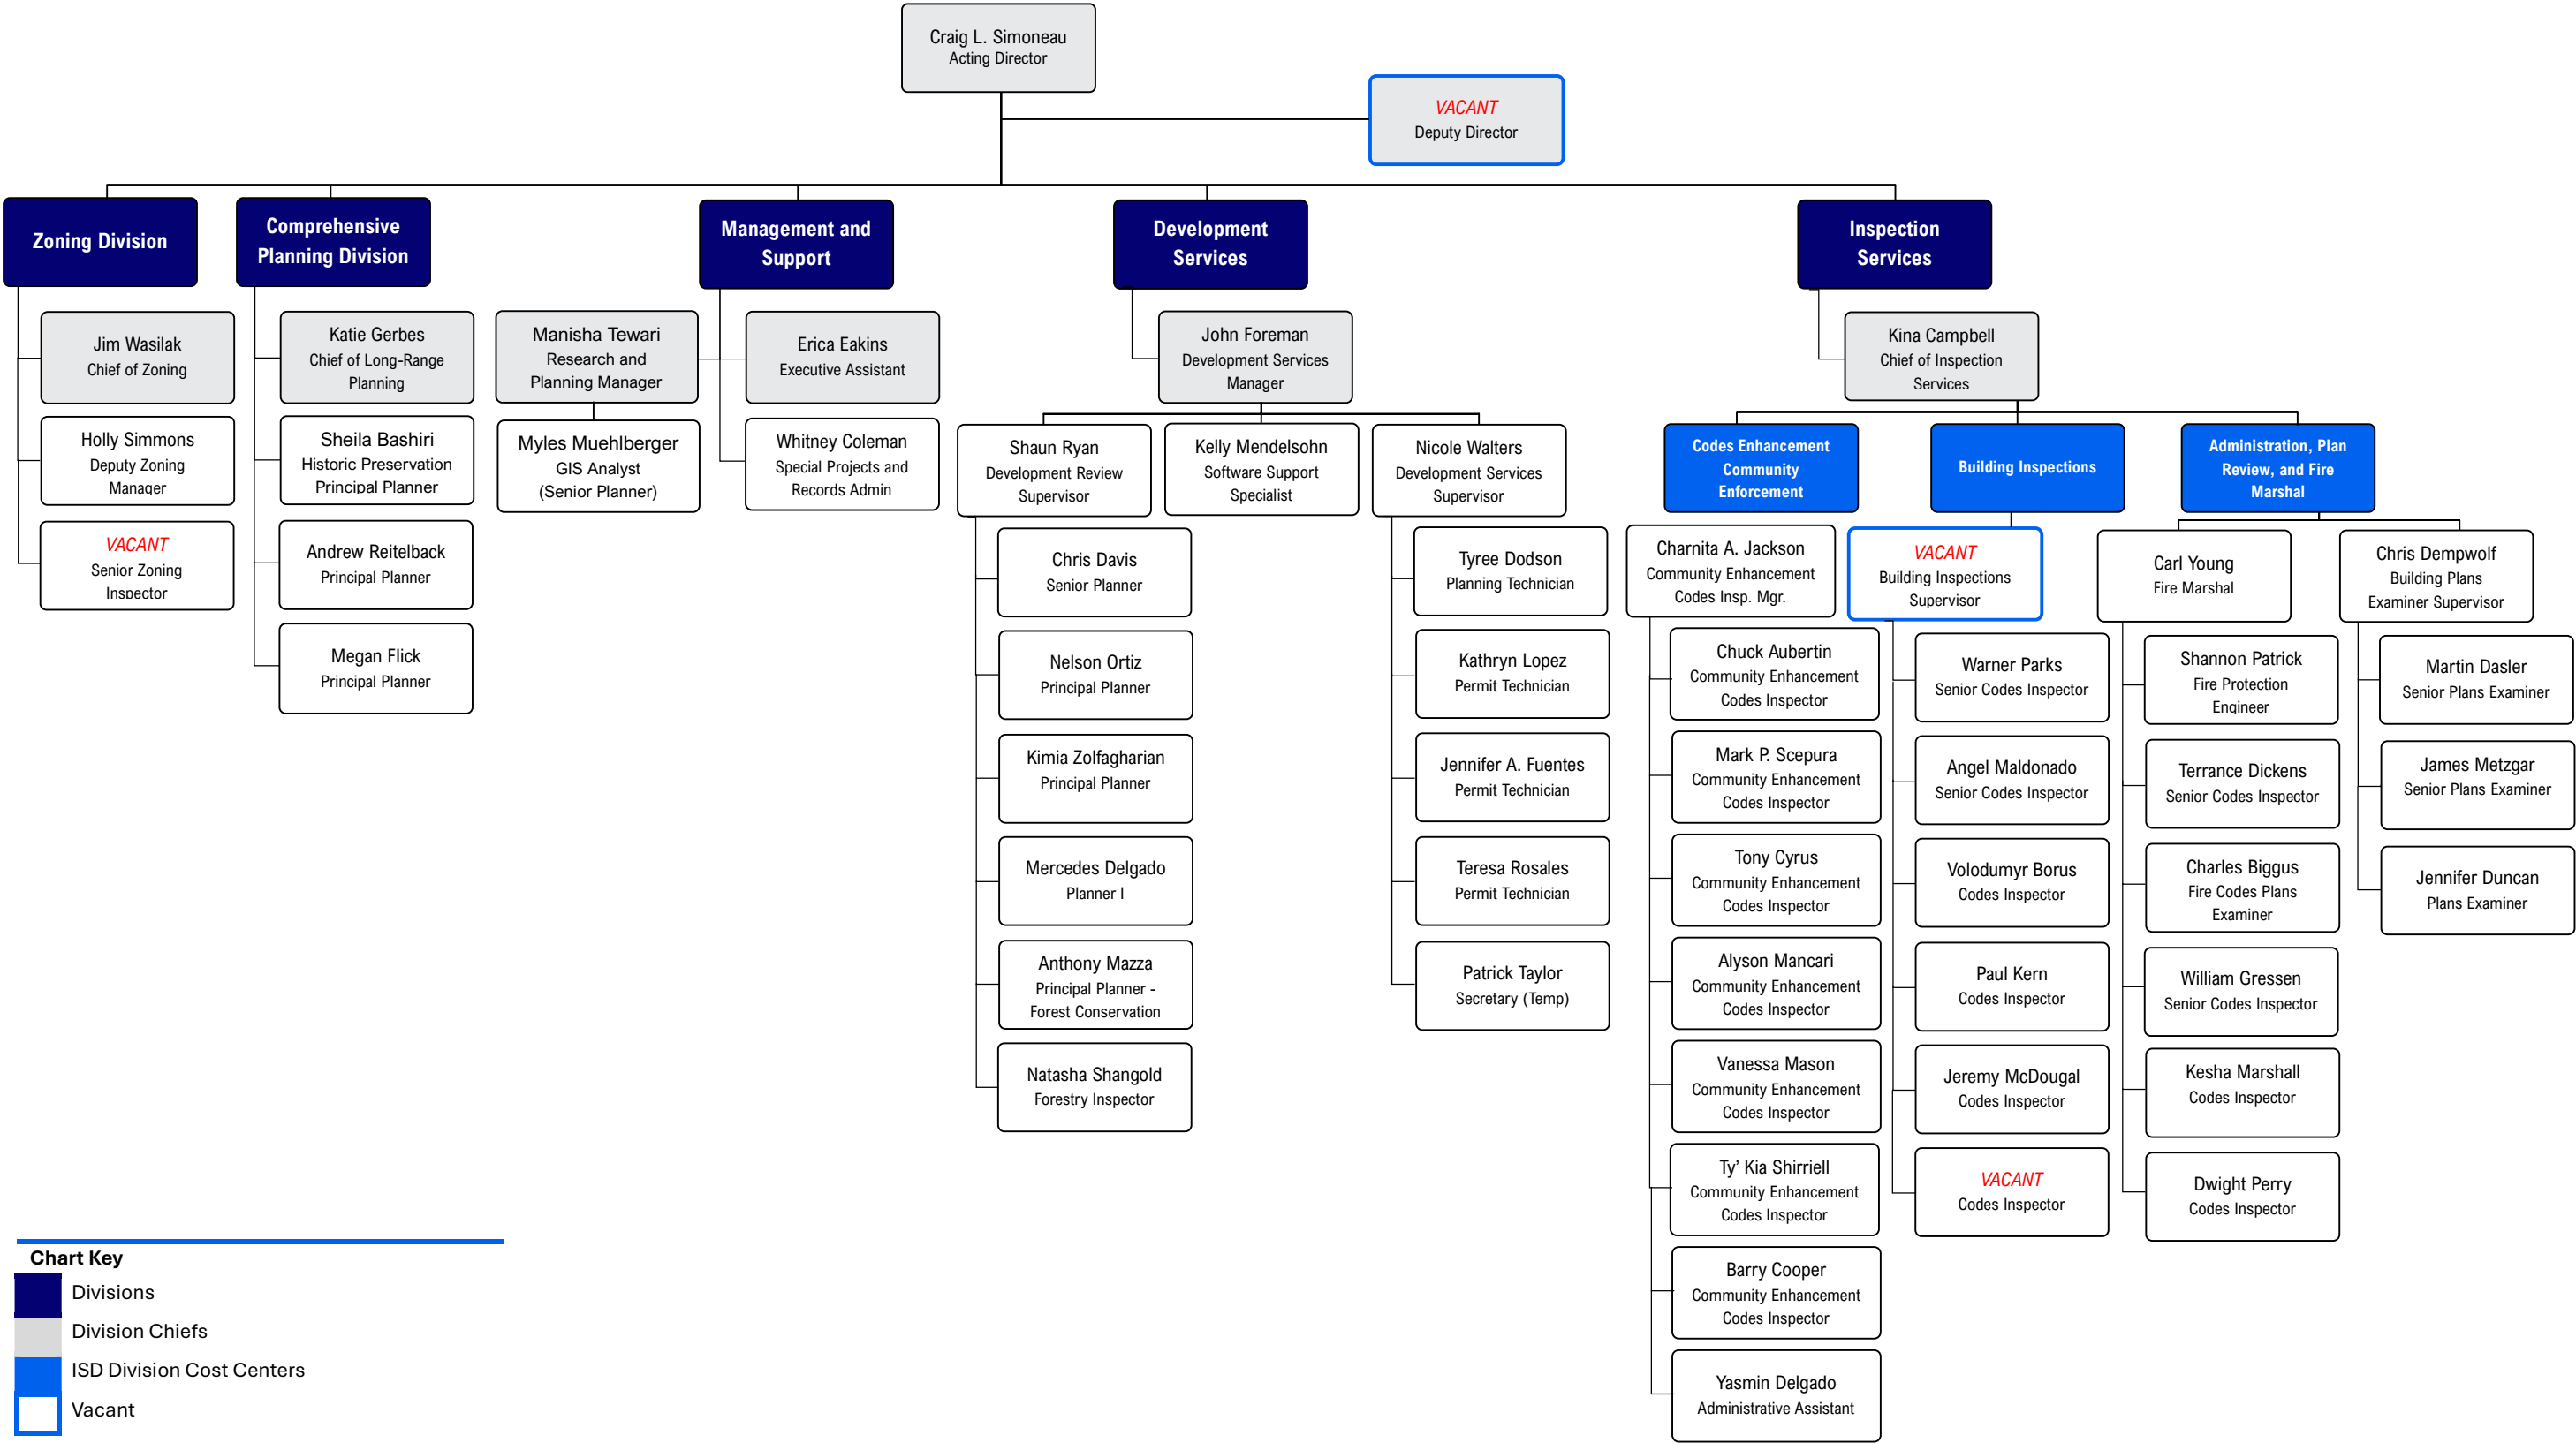 Craig L. Simoneau
Acting Director
VACANT
Deputy Director
Zoning Division
Comprehensive
Planning Division
Management and
Support
Development
Services
Inspection
Services
Jim Wasilak
Chief of Zoning
Holly Simmons
Deputy Zoning
Manager
VACANT
Senior Zoning
Inspector
Katie Gerbes
Chief of Long-Range
Planning
Sheila Bashiri
Historic Preservation
Principal Planner
Andrew Reitelback
Principal Planner
Megan Flick
Principal Planner
Manisha Tewari
Research and
Planning Manager
Myles Muehlberger
GIS Analyst
(Senior Planner)
Erica Eakins
Executive Assistant
Whitney Coleman
Special Projects and
Records Admin
John Foreman
Development Services
Manager
Shaun Ryan
Development Review
Supervisor
Kelly Mendelsohn
Software Support
Specialist
Nicole Walters
Development Services
Supervisor
Chris Davis
Senior Planner
Nelson Ortiz
Principal Planner
Kimia Zolfagharian
Principal Planner
Mercedes Delgado
Planner I
Anthony Mazza
Principal Planner -
Forest Conservation
Natasha Shangold
Forestry Inspector
Tyree Dodson
Planning Technician
Kathryn Lopez
Permit Technician
Jennifer A. Fuentes
Permit Technician
Teresa Rosales
Permit Technician
Patrick Taylor
Secretary (Temp)
Kina Campbell
Chief of Inspection
Services
Codes Enhancement
Community
Enforcement
Building Inspections
Administration, Plan
Review, and Fire
Marshal
Charnita A. Jackson
Community Enhancement
Codes Insp. Mgr.
Chuck Aubertin
Community Enhancement
Codes Inspector
Mark P. Scepura
Community Enhancement
Codes Inspector
Tony Cyrus
Community Enhancement
Codes Inspector
Alyson Mancari
Community Enhancement
Codes Inspector
Vanessa Mason
Community Enhancement
Codes Inspector
Ty’ Kia Shirriell
Community Enhancement
Codes Inspector
Barry Cooper
Community Enhancement
Codes Inspector
Yasmin Delgado
Administrative Assistant
VACANT
Building Inspections
Supervisor
Warner Parks
Senior Codes Inspector
Angel Maldonado
Senior Codes Inspector
Volodumyr Borus
Codes Inspector
Paul Kern
Codes Inspector
Jeremy McDougal
Codes Inspector
VACANT
Codes Inspector
Carl Young
Fire Marshal
Shannon Patrick
Fire Protection
Engineer
Terrance Dickens
Senior Codes Inspector
Charles Biggus
Fire Codes Plans
Examiner
William Gressen
Senior Codes Inspector
Kesha Marshall
Codes Inspector
Dwight Perry
Codes Inspector
Chris Dempwolf
Building Plans
Examiner Supervisor
Martin Dasler
Senior Plans Examiner
James Metzgar
Senior Plans Examiner
Jennifer Duncan
Plans Examiner
Chart Key
Divisions
Division Chiefs
ISD Division Cost Centers
Vacant